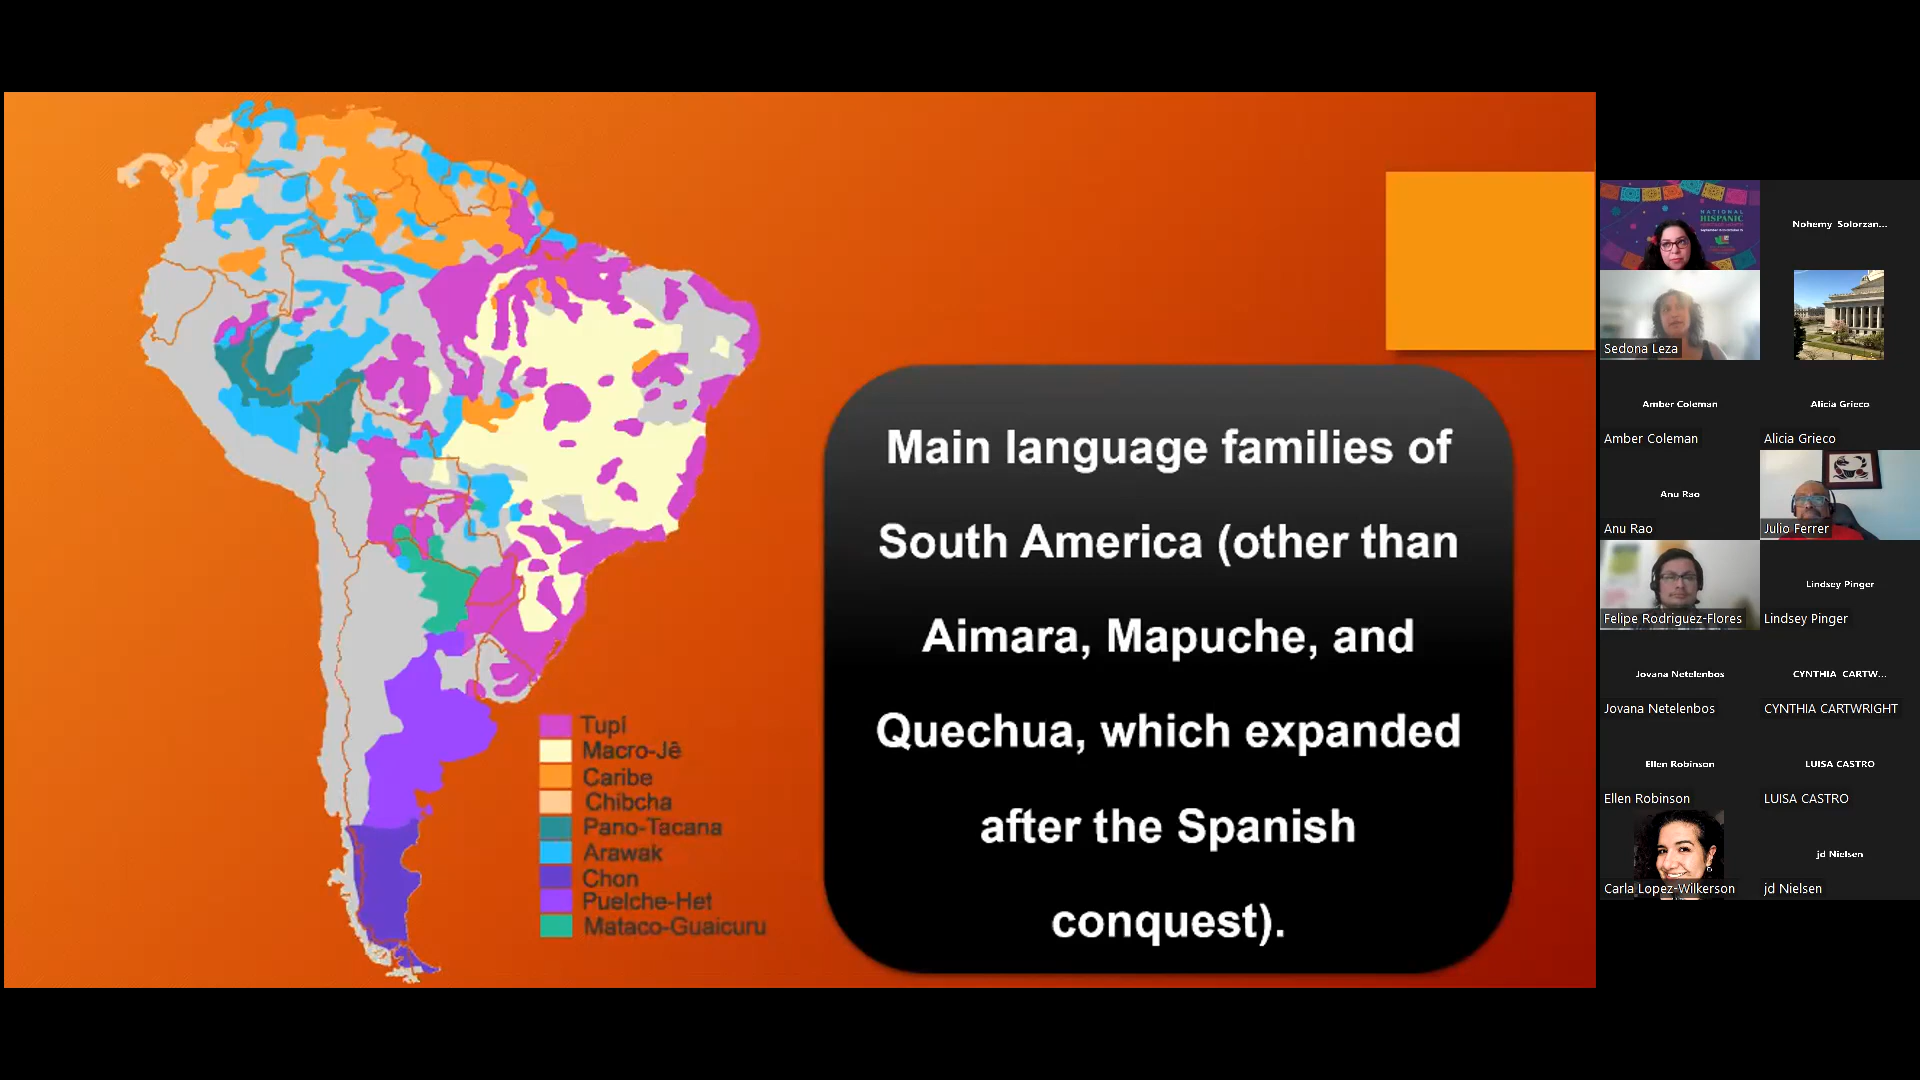 Main language families of
South America (other than
Aimara, Mapuche, and
Quechua, which expanded
after the Spanish
conquest).
Tupí
Macro-Jê
Caribe
Chibcha
Pano-Tacana
Arawak
Chon
Puelche-Het
Mataco-Guaicuru
NATIONAL
HISPANIC
Nohemy Solorzan...
Sedona Leza
Amber Coleman
Amber Coleman
Alicia Grieco
Alicia Grieco
Anu Rao
Anu Rao
Julio Ferrer
Felipe Rodriguez-Flores
Lindsey Pinger
Lindsey Pinger
Jovana Netelenbos
Jovana Netelenbos
CYNTHIA CARTW...
CYNTHIA CARTWRIGHT
Ellen Robinson
Ellen Robinson
LUISA CASTRO
LUISA CASTRO
Carla Lopez-Wilkerson
jd Nielsen
jd Nielsen